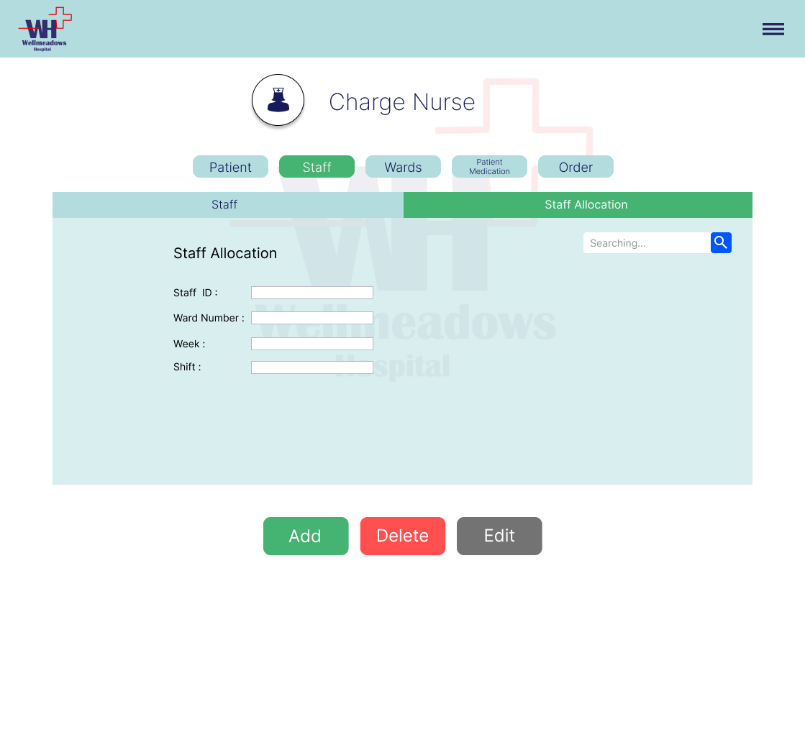 WH
Wellmeadows
Hospital
Charge Nurse
Patient
Staff
Wards
Patient
Medication
Order
Staff
Staff Allocation
Staff Allocation
Searching...
Staff  ID :
Ward Number :
Week :
Shift :
WH
Wellmeadows
Hospital
Add
Delete
Edit